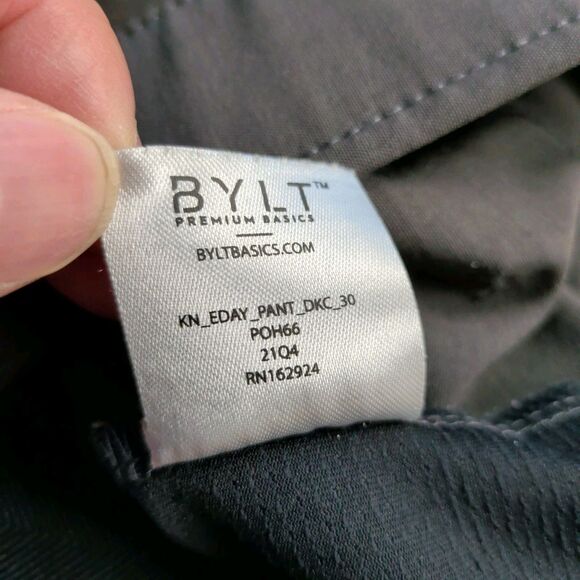 BYLT™
PREMIUM BASICS
BYLTBASICS.COM
KN_EDAY_PANT_DKC_30
POH66
21Q4
RN162924